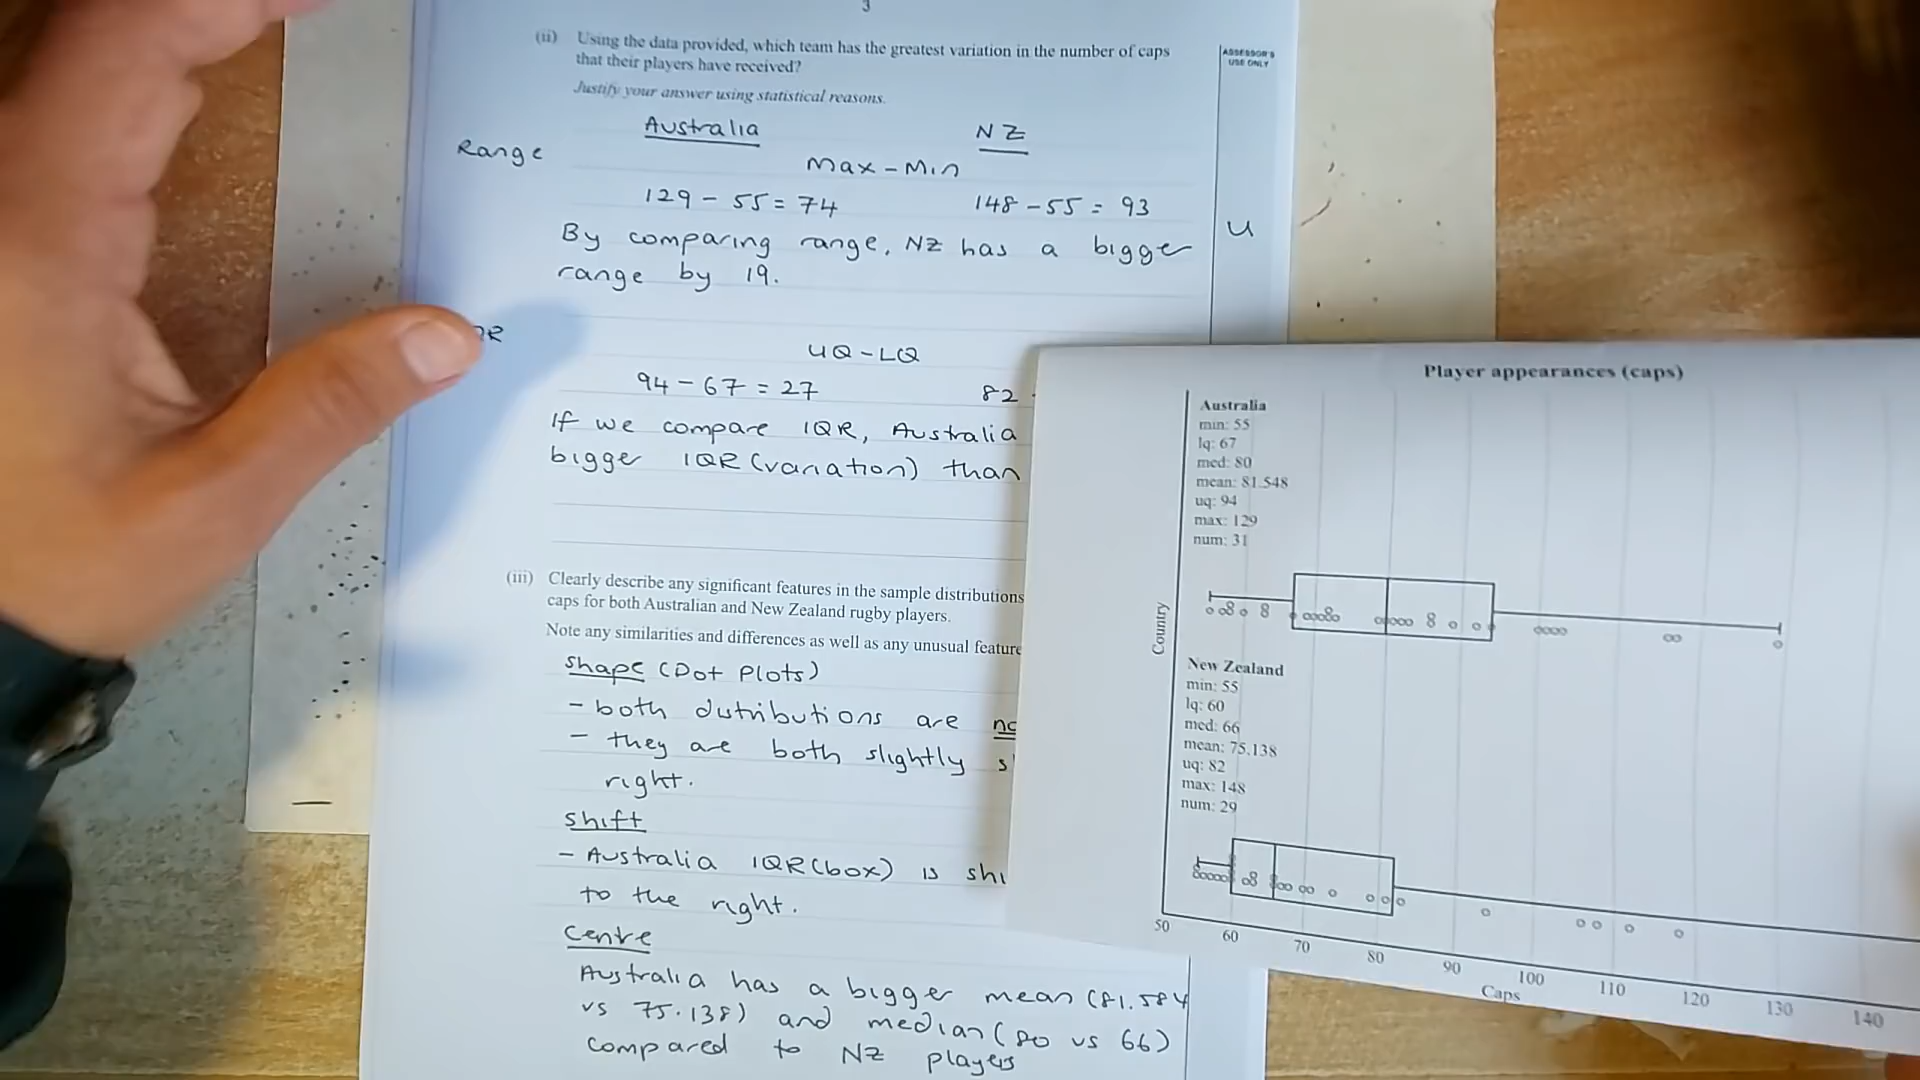 3
(ii) Using the data provided, which team has the greatest variation in the number of caps
that their players have received?
Justify your answer using statistical reasons.
ASSESSOR'S
USE ONLY
Australia NZ
Range
Max - Min
129 - 55 = 74 148 - 55 = 93
By comparing range, NZ has a bigger
range by 19.
u
QR
UQ - LQ
94 - 67 = 27 82
If we compare IQR, Australia
bigger IQR (variation) than
(iii) Clearly describe any significant features in the sample distributions
caps for both Australian and New Zealand rugby players.
Note any similarities and differences as well as any unusual feature
Shape (Dot Plots)
- both distributions are
- they are both slightly s
right.
Shift
- Australia IQR (box) is shi
to the right.
Centre
Australia has a bigger mean (81.584
vs 75.138) and median (80 vs 66)
compared to NZ players
Player appearances (caps)
Australia
min: 55
lq: 67
med: 80
mean: 81.548
uq: 94
max: 129
num: 31
Country
New Zealand
min: 55
lq: 60
med: 66
mean: 75.138
uq: 82
max: 148
num: 29
50 60 70 80 90 100 110 120 130 140
Caps